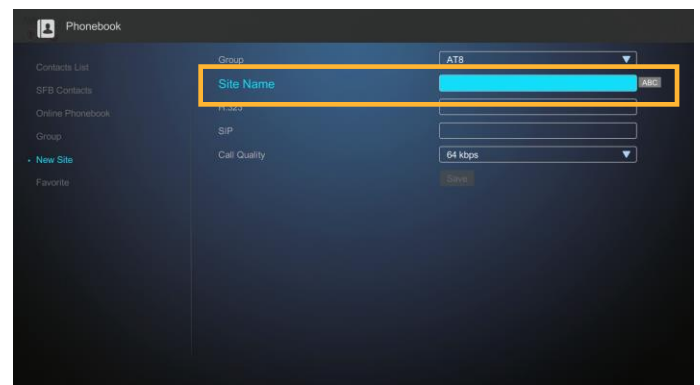 Phonebook
Contacts List
SFB Contacts
Online Phonebook
Group
New Site
Favorite
Group AT8
Site Name ABC
H.323
SIP
Call Quality 64 kbps
Save